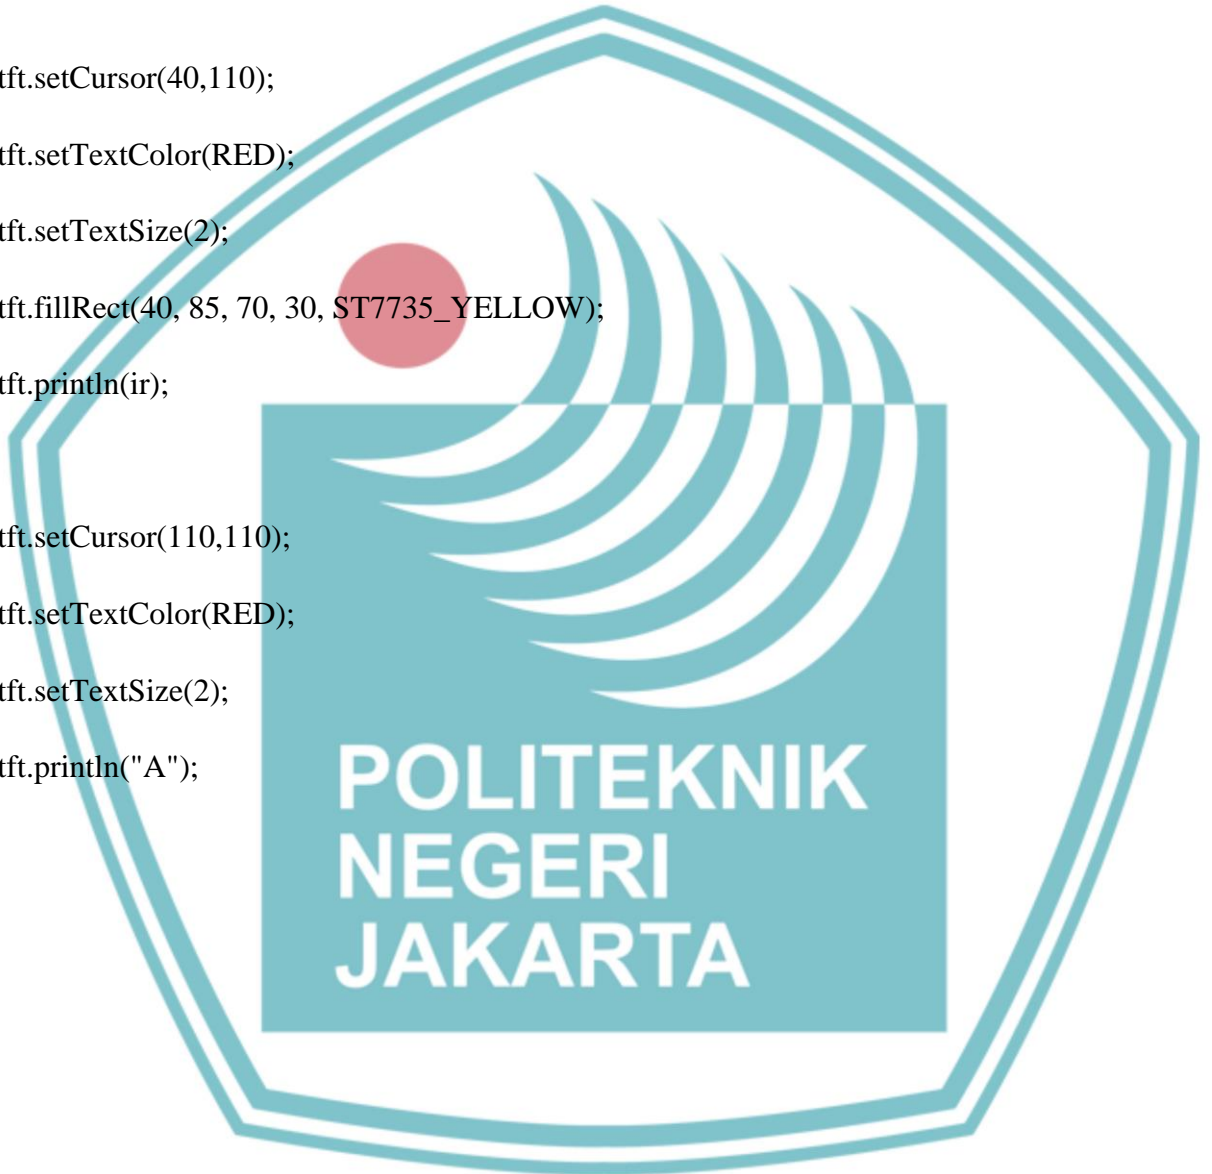 tft.setCursor(40,110);
tft.setTextColor(RED);
tft.setTextSize(2);
tft.fillRect(40, 85, 70, 30, ST7735_YELLOW);
tft.println(ir);
tft.setCursor(110,110);
tft.setTextColor(RED);
tft.setTextSize(2);
tft.println("A");
POLITEKNIK
NEGERI
JAKARTA